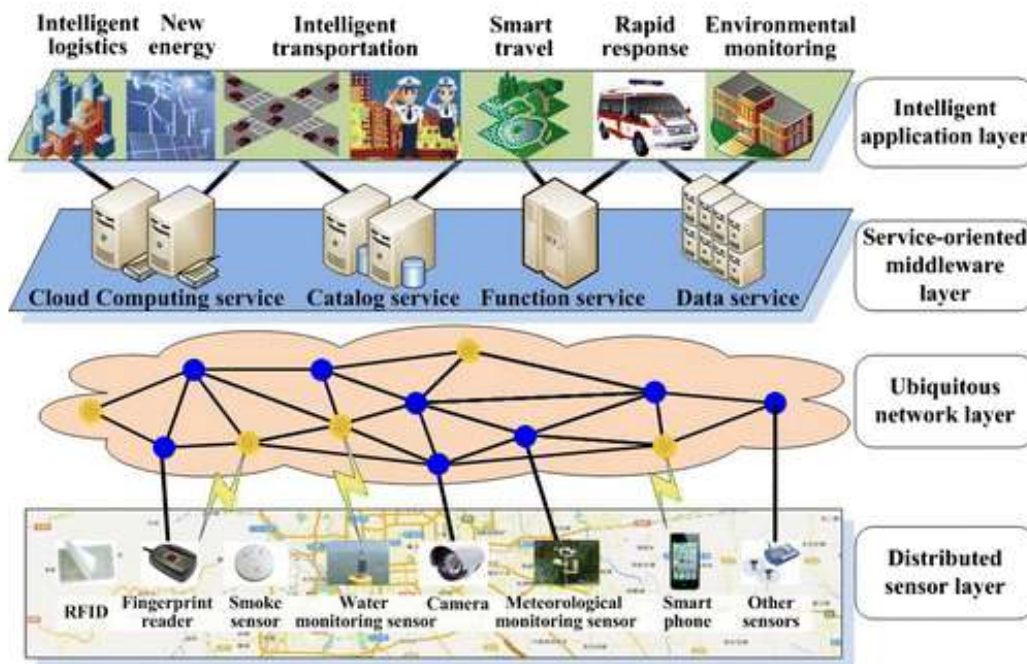 Intelligent
logistics
New
energy
Intelligent
transportation
Smart
travel
Rapid
response
Environmental
monitoring
Intelligent
application layer
Cloud Computing service
Catalog service
Function service
Data service
Service-oriented
middleware
layer
Ubiquitous
network layer
RFID
Fingerprint
reader
Smoke
sensor
Water
monitoring sensor
Camera
Meteorological
monitoring sensor
Smart
phone
Other
sensors
Distributed
sensor layer